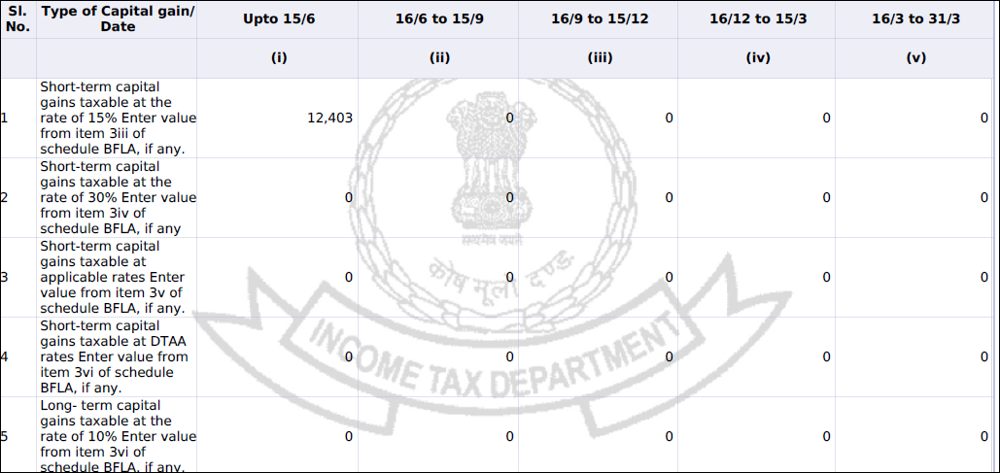 Sl. No. Type of Capital gain/ Date Upto 15/6 16/6 to 15/9 16/9 to 15/12 16/12 to 15/3 16/3 to 31/3
(i) (ii) (iii) (iv) (v)
Short-term capital
gains taxable at the
1 rate of 15% Enter value 12,403 0 0 0 0
from item 3iii of
schedule BFLA, if any.
Short-term capital
gains taxable at the
2 rate of 30% Enter value 0 0 0 0 0
from item 3iv of
schedule BFLA, if any
Short-term capital
gains taxable at
3 applicable rates Enter 0 0 0 0 0
value from item 3v of
schedule BFLA, if any.
Short-term capital
gains taxable at DTAA
4 rates Enter value from 0 0 0 0 0
item 3vi of schedule
BFLA, if any.
Long- term capital
gains taxable at the
5 rate of 10% Enter value 0 0 0 0 0
from item 3vi of
schedule BFLA, if any.
सत्यमेव जयते
कोष मूलो दण्ड:
INCOME TAX DEPARTMENT